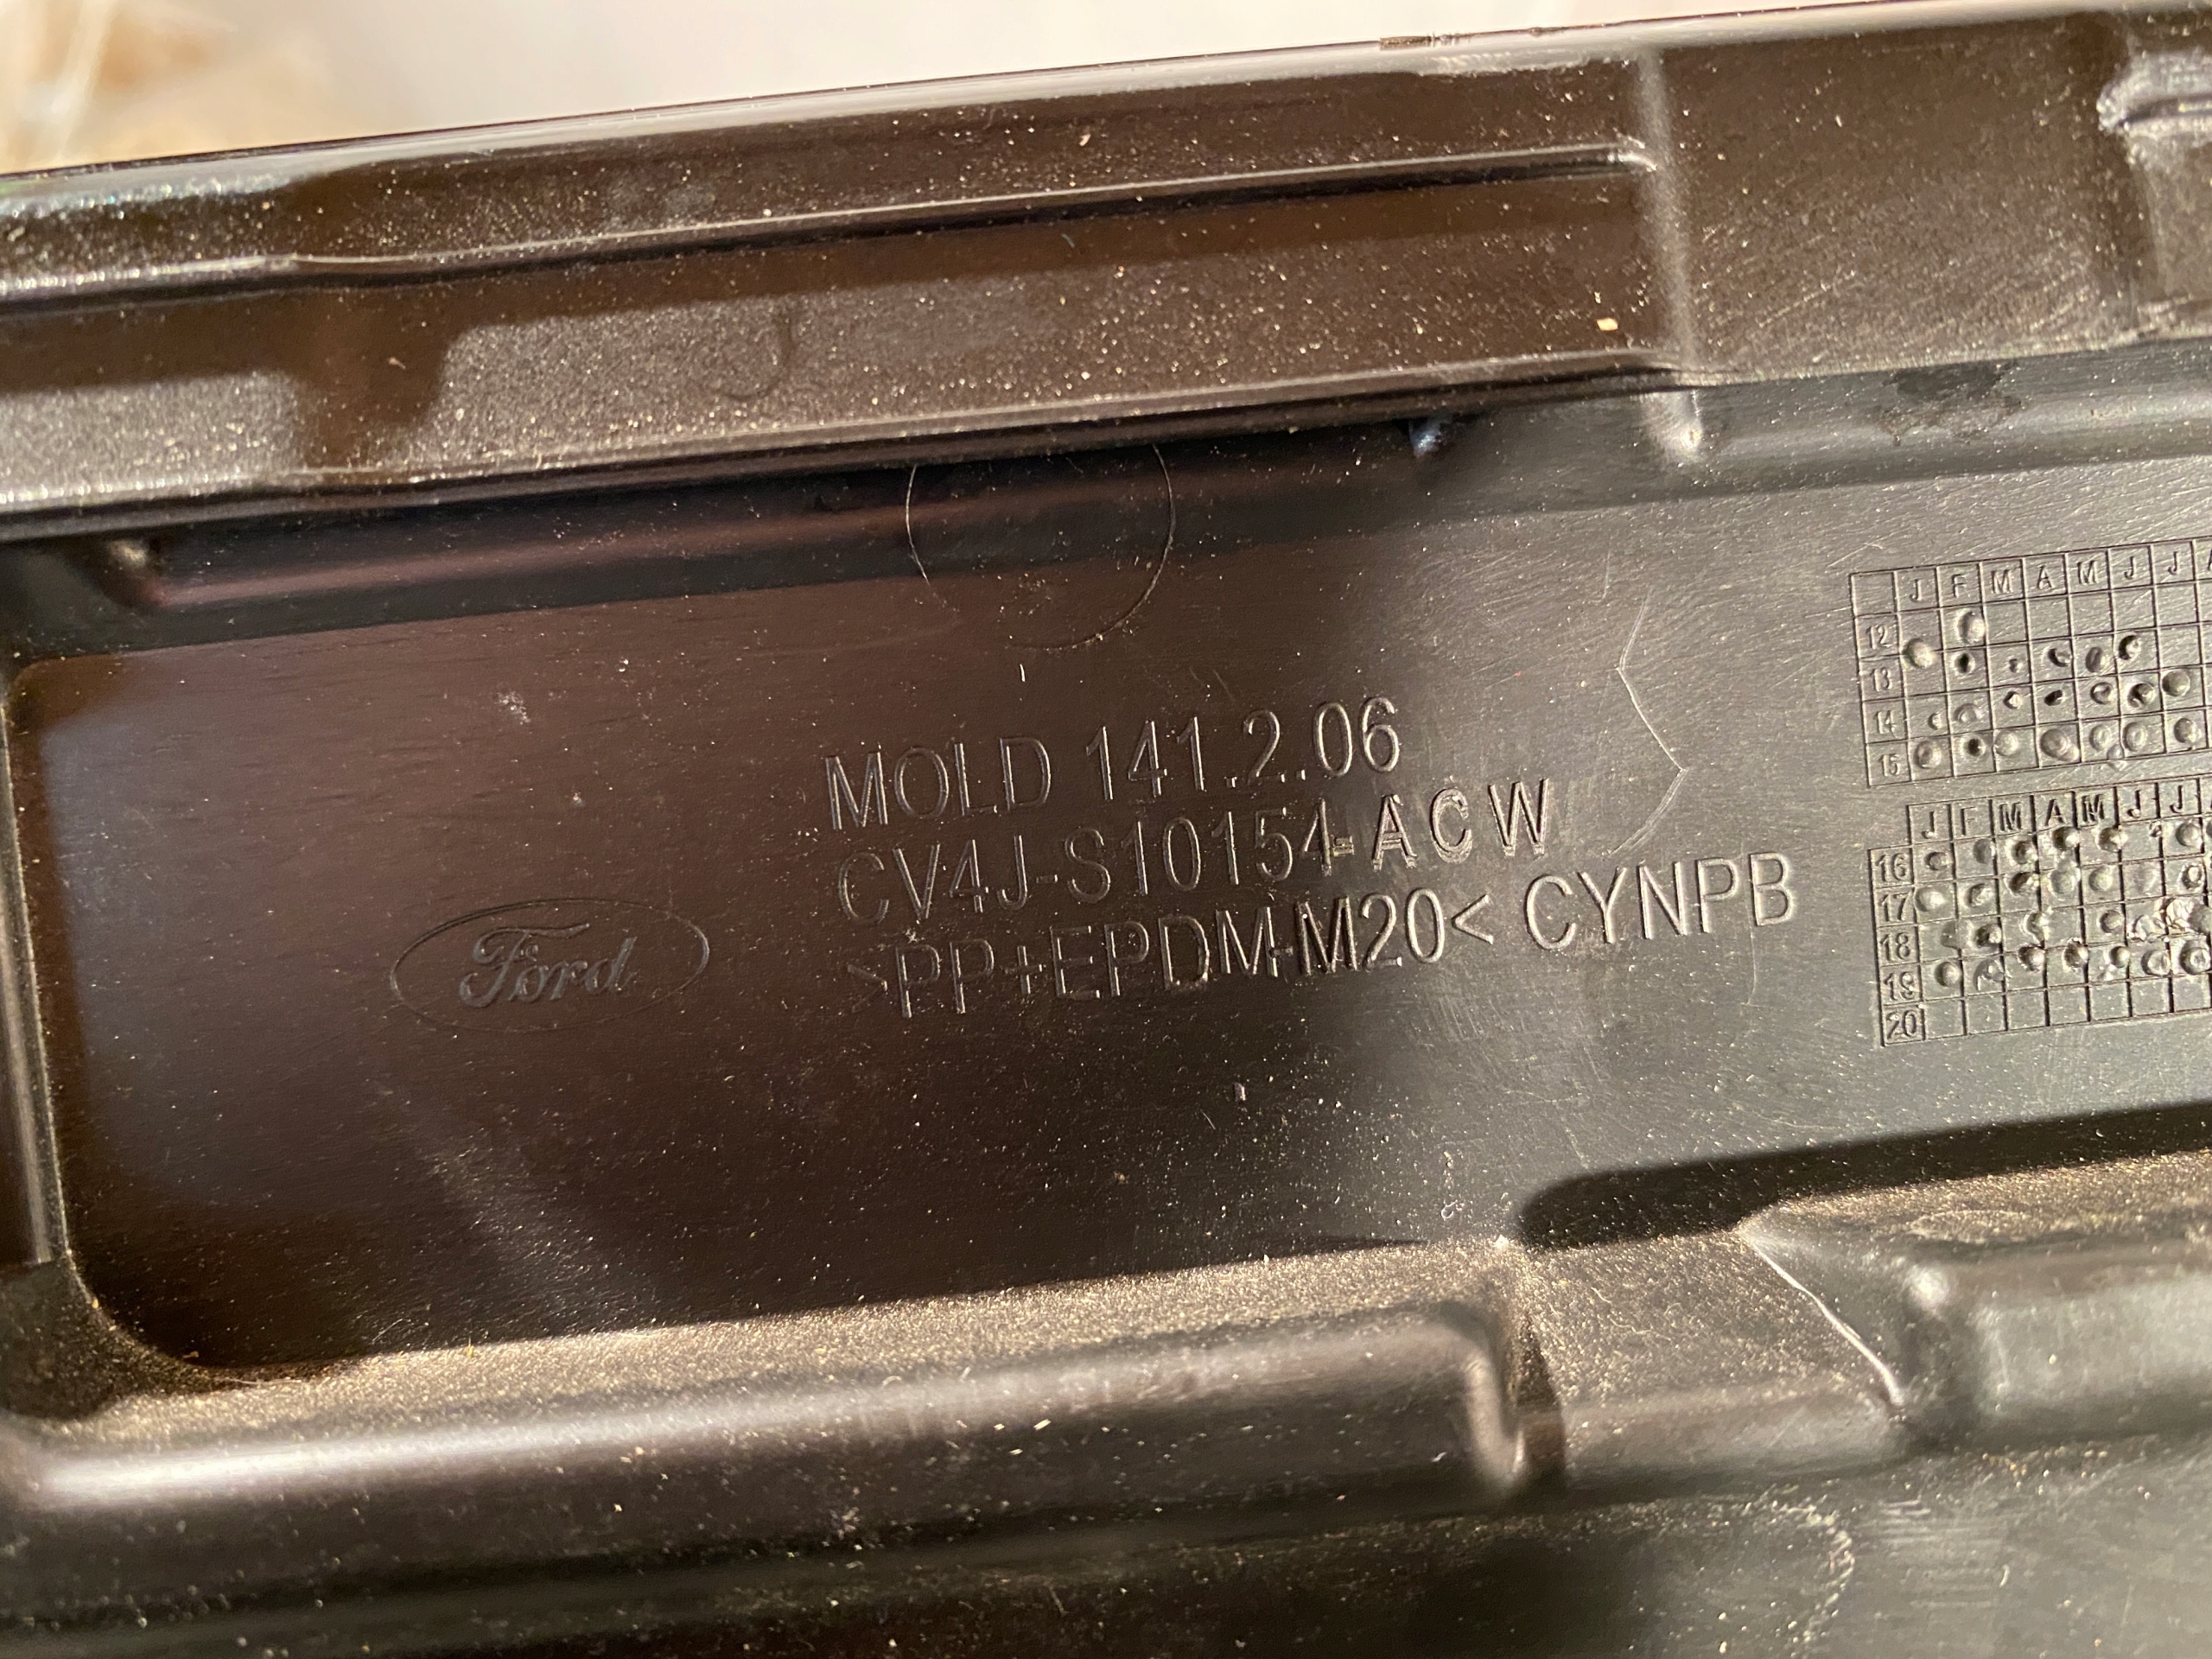 MOLD 141.2.06
CV4J-S10154-ACW
>PP+EPDM-M20< CYNPB
Ford
J F M A M J J A
12
13
14
15
J F M A M J J
16
17
18
19
20